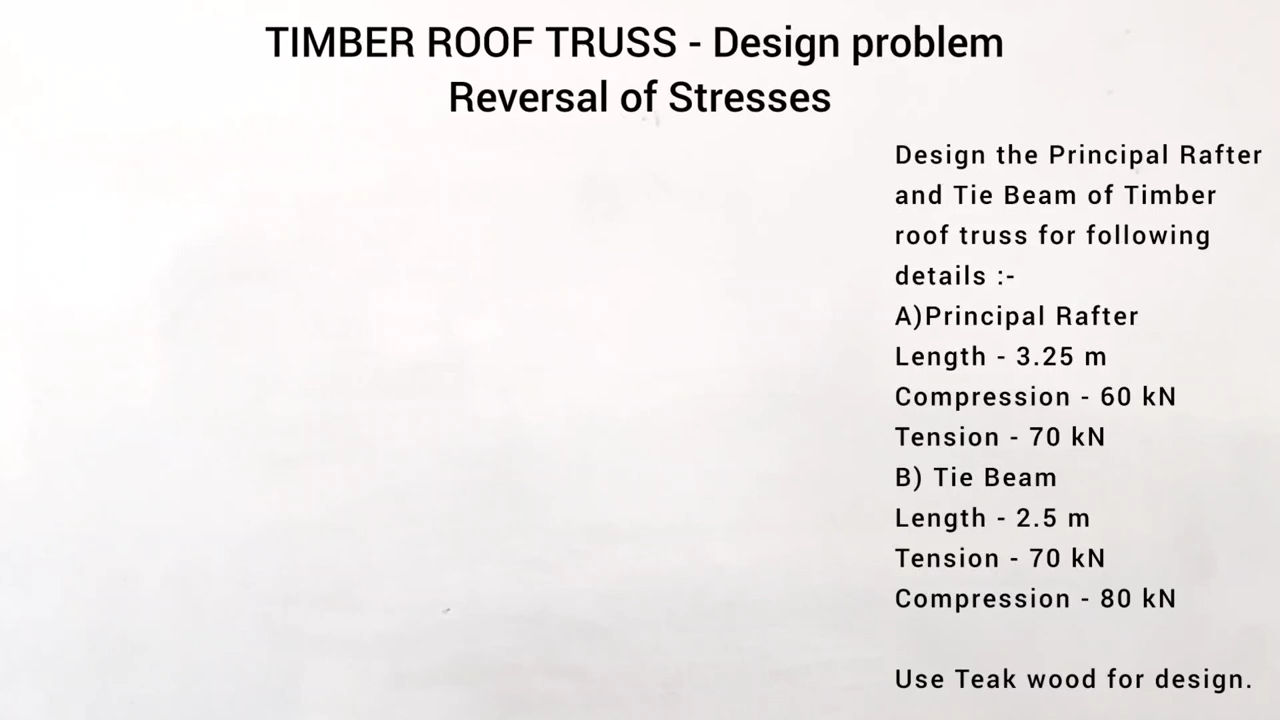 TIMBER ROOF TRUSS - Design problem
Reversal of Stresses
Design the Principal Rafter
and Tie Beam of Timber
roof truss for following
details :-
A)Principal Rafter
Length - 3.25 m
Compression - 60 kN
Tension - 70 kN
B) Tie Beam
Length - 2.5 m
Tension - 70 kN
Compression - 80 kN
Use Teak wood for design.